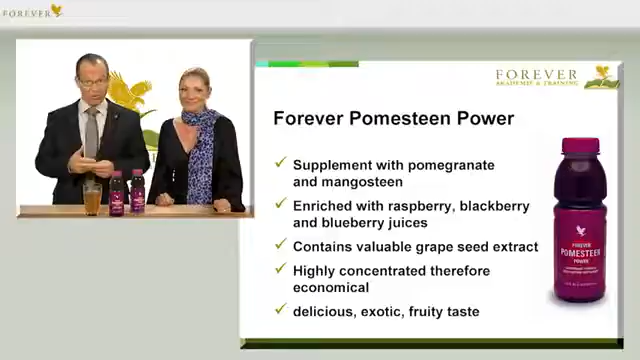 FOREVER
FOREVER
AKADEMIE & TRAINING
Forever Pomesteen Power
Supplement with pomegranate
and mangosteen
Enriched with raspberry, blackberry
and blueberry juices
Contains valuable grape seed extract
Highly concentrated therefore
economical
delicious, exotic, fruity taste
FOREVER
POMESTEEN
POWER